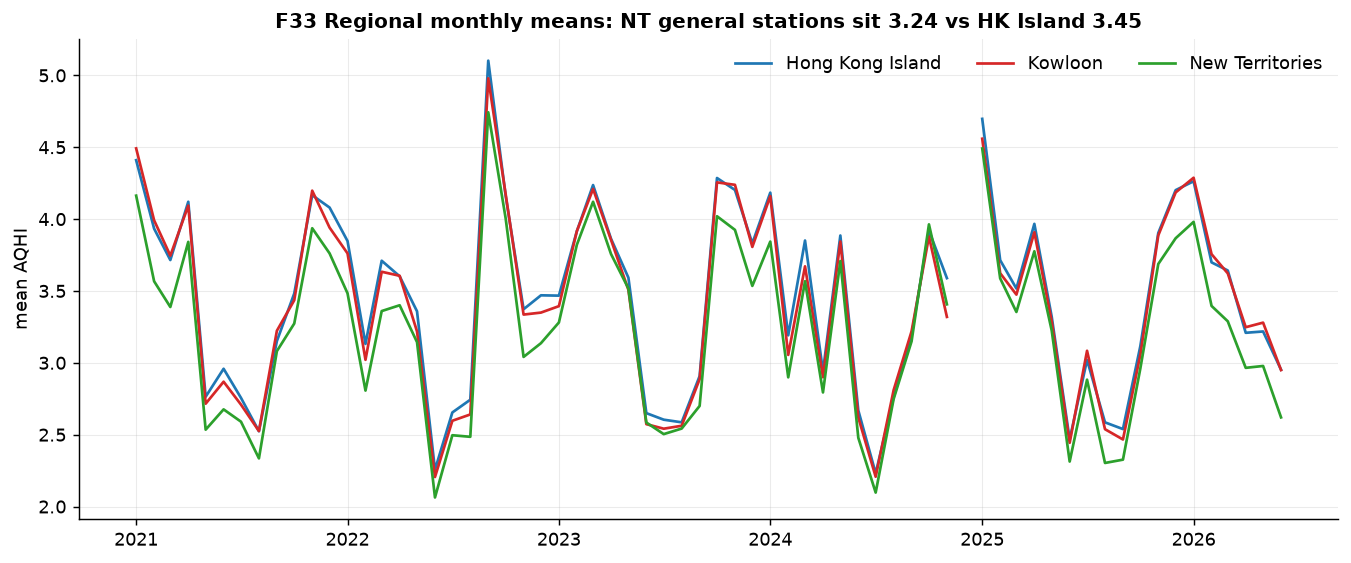 F33 Regional monthly means: NT general stations sit 3.24 vs HK Island 3.45
Hong Kong Island
Kowloon
New Territories
mean AQHI
5.0
4.5
4.0
3.5
3.0
2.5
2.0
2021
2022
2023
2024
2025
2026